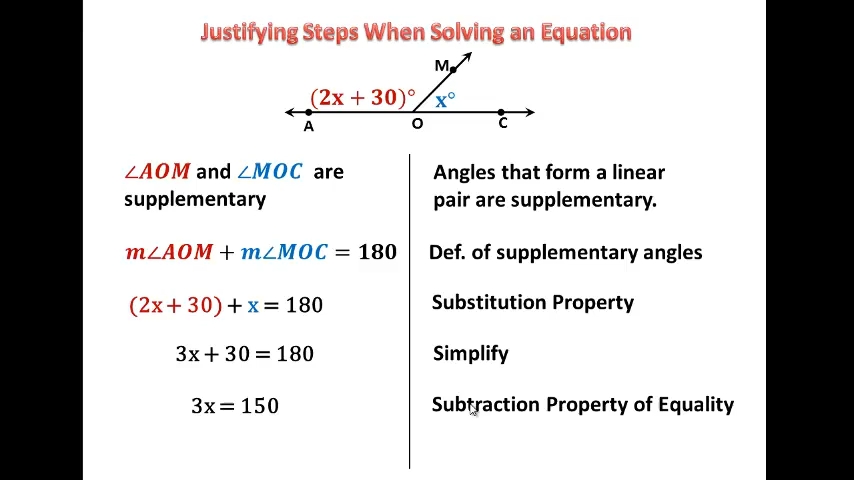 Justifying Steps When Solving an Equation
M
(2x + 30)° x°
A O C
∠AOM and ∠MOC are
supplementary
Angles that form a linear
pair are supplementary.
m∠AOM + m∠MOC = 180
Def. of supplementary angles
(2x + 30) + x = 180
Substitution Property
3x + 30 = 180
Simplify
3x = 150
Subtraction Property of Equality